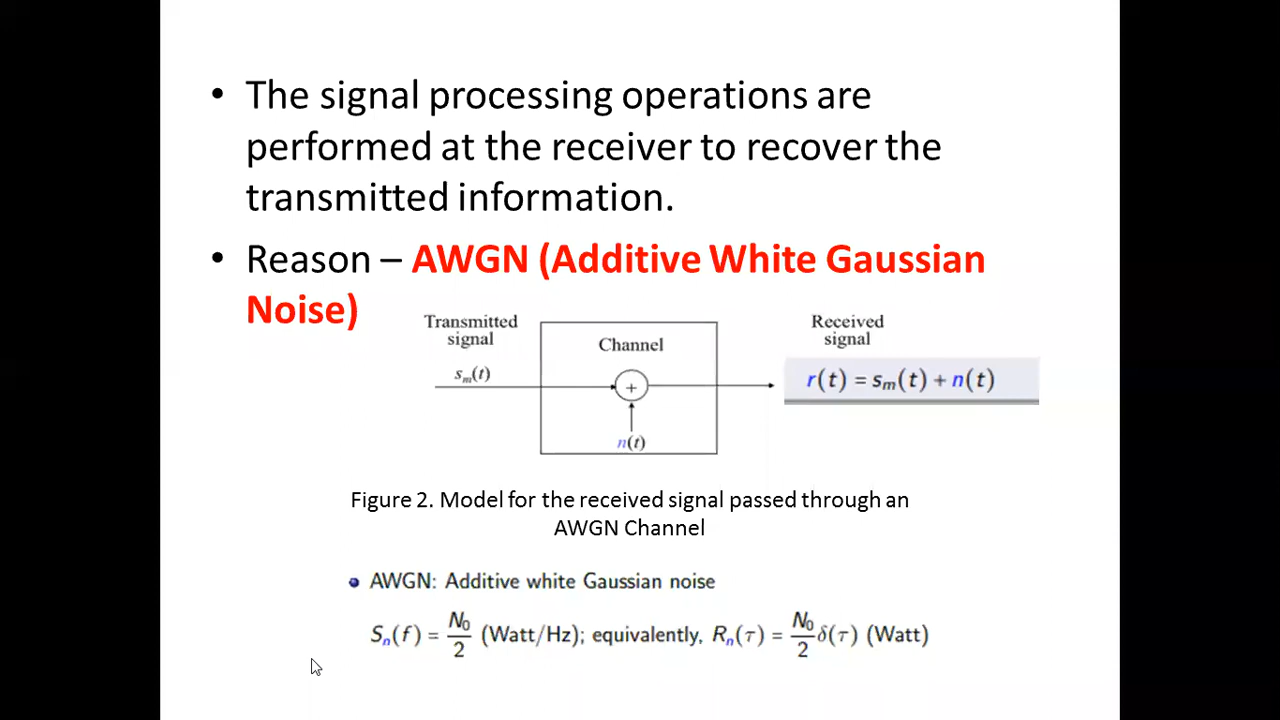 • The signal processing operations are
performed at the receiver to recover the
transmitted information.
• Reason – AWGN (Additive White Gaussian
Noise)
Transmitted
signal
s_m(t)
Channel
+
n(t)
Received
signal
r(t) = s_m(t) + n(t)
Figure 2. Model for the received signal passed through an
AWGN Channel
AWGN: Additive white Gaussian noise
S_n(f) = N_0/2 (Watt/Hz); equivalently, R_n(τ) = N_0/2 δ(τ) (Watt)